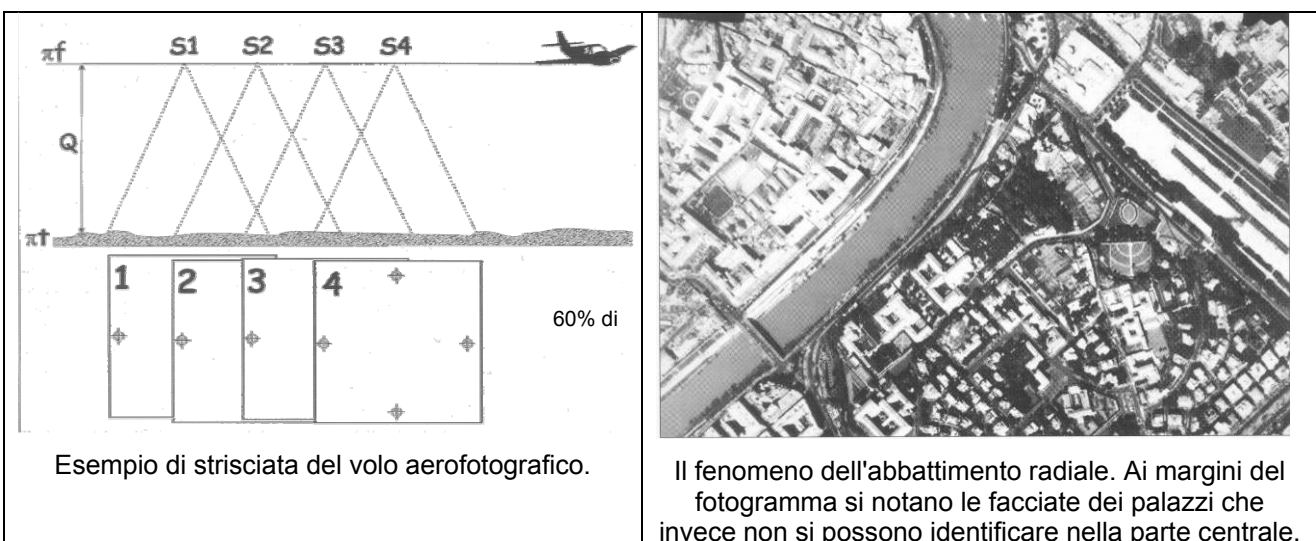 πf S1 S2 S3 S4
Q
πt
1 2 3 4
60% di
Esempio di strisciata del volo aerofotografico.
Il fenomeno dell'abbattimento radiale. Ai margini del
fotogramma si notano le facciate dei palazzi che
invece non si possono identificare nella parte centrale.